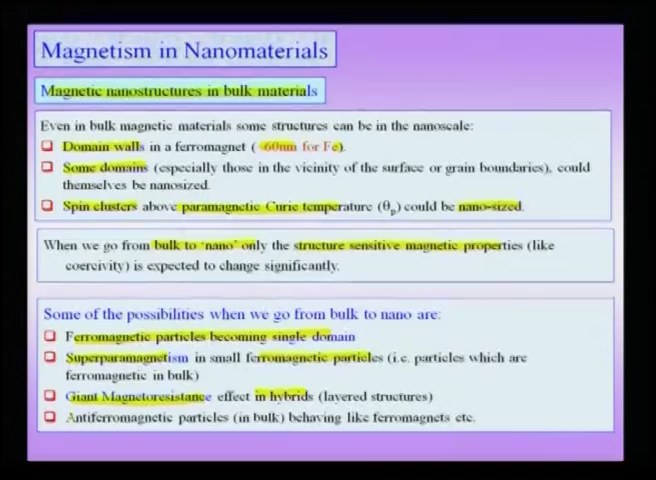 Magnetism in Nanomaterials
Magnetic nanostructures in bulk materials
Even in bulk magnetic materials some structures can be in the nanoscale:
❑ Domain walls in a ferromagnet (~60nm for Fe).
❑ Some domains (especially those in the vicinity of the surface or grain boundaries), could
themselves be nanosized.
❑ Spin clusters above paramagnetic Curie temperature (θp) could be nano-sized.
When we go from bulk to ‘nano’ only the structure sensitive magnetic properties (like
coercivity) is expected to change significantly.
Some of the possibilities when we go from bulk to nano are:
❑ Ferromagnetic particles becoming single domain
❑ Superparamagnetism in small ferromagnetic particles (i.e. particles which are
ferromagnetic in bulk)
❑ Giant Magnetoresistance effect in hybrids (layered structures)
❑ Antiferromagnetic particles (in bulk) behaving like ferromagnets etc.